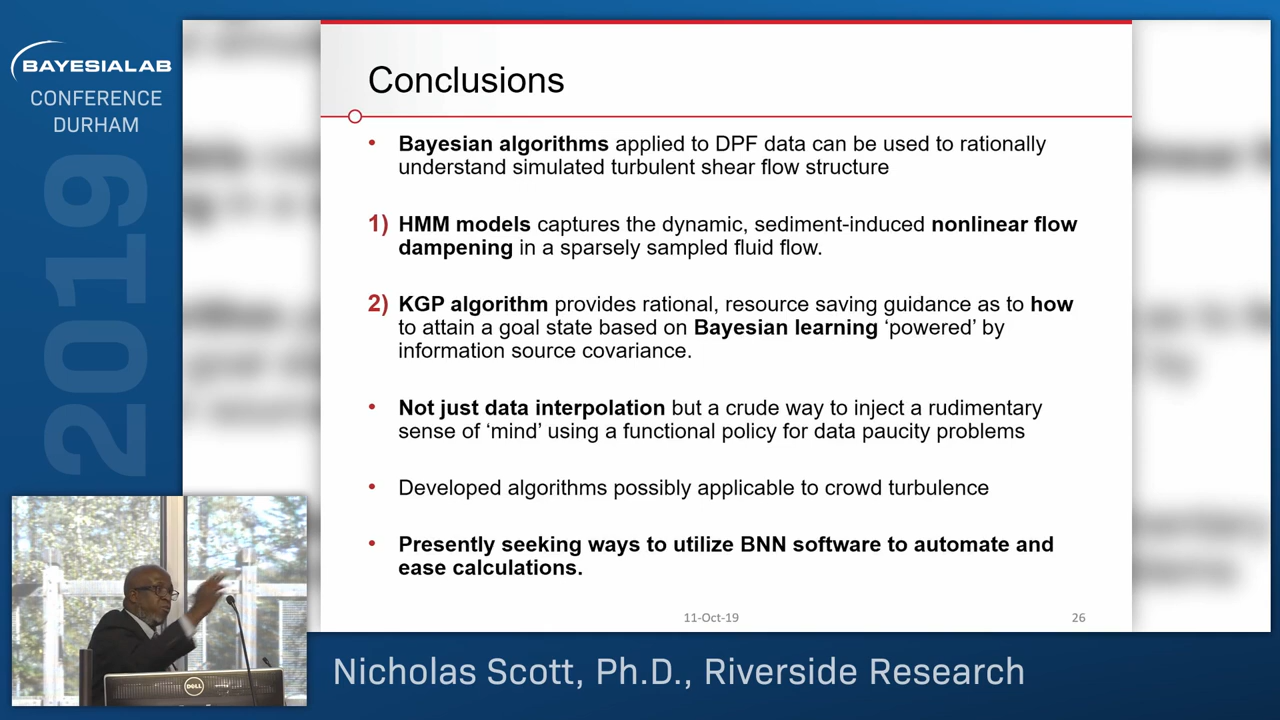 BAYESIALAB
CONFERENCE
DURHAM
2019
Conclusions
• Bayesian algorithms applied to DPF data can be used to rationally
understand simulated turbulent shear flow structure
1) HMM models captures the dynamic, sediment-induced nonlinear flow
dampening in a sparsely sampled fluid flow.
2) KGP algorithm provides rational, resource saving guidance as to how
to attain a goal state based on Bayesian learning ‘powered’ by
information source covariance.
• Not just data interpolation but a crude way to inject a rudimentary
sense of ‘mind’ using a functional policy for data paucity problems
• Developed algorithms possibly applicable to crowd turbulence
• Presently seeking ways to utilize BNN software to automate and
ease calculations.
11-Oct-19
26
DELL
Nicholas Scott, Ph.D., Riverside Research